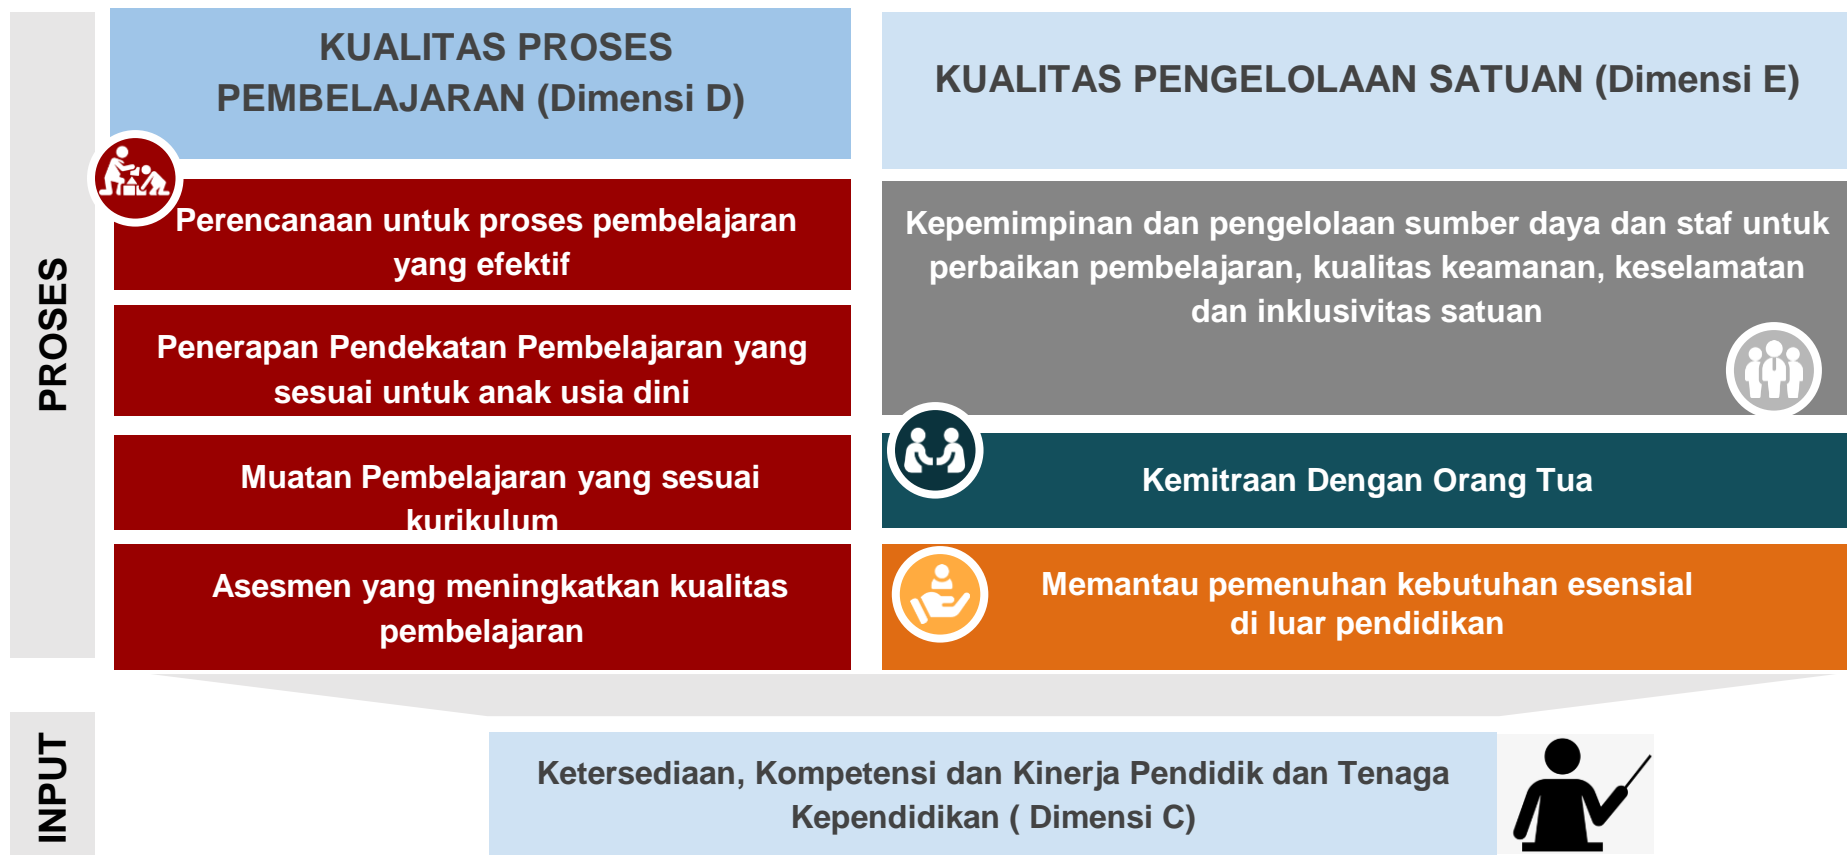 PROSES
KUALITAS PROSES
PEMBELAJARAN (Dimensi D)
Perencanaan untuk proses pembelajaran
yang efektif
Penerapan Pendekatan Pembelajaran yang
sesuai untuk anak usia dini
Muatan Pembelajaran yang sesuai
kurikulum
Asesmen yang meningkatkan kualitas
pembelajaran
KUALITAS PENGELOLAAN SATUAN (Dimensi E)
Kepemimpinan dan pengelolaan sumber daya dan staf untuk
perbaikan pembelajaran, kualitas keamanan, keselamatan
dan inklusivitas satuan
Kemitraan Dengan Orang Tua
Memantau pemenuhan kebutuhan esensial
di luar pendidikan
INPUT
Ketersediaan, Kompetensi dan Kinerja Pendidik dan Tenaga
Kependidikan ( Dimensi C)